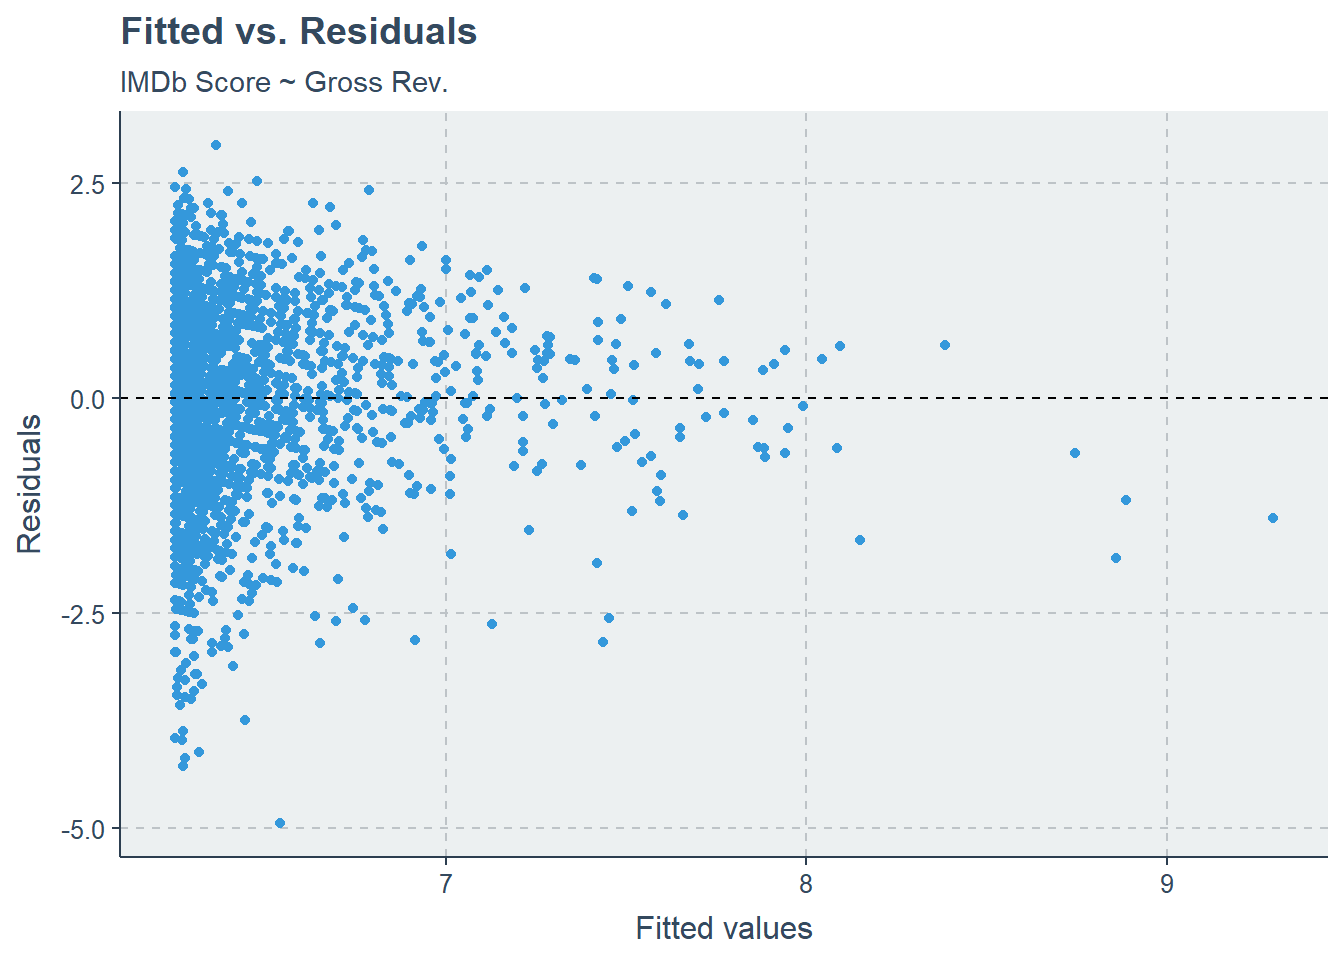 Fitted vs. Residuals
IMDb Score ~ Gross Rev.
2.5
0.0
-2.5
-5.0
Residuals
7 8 9
Fitted values